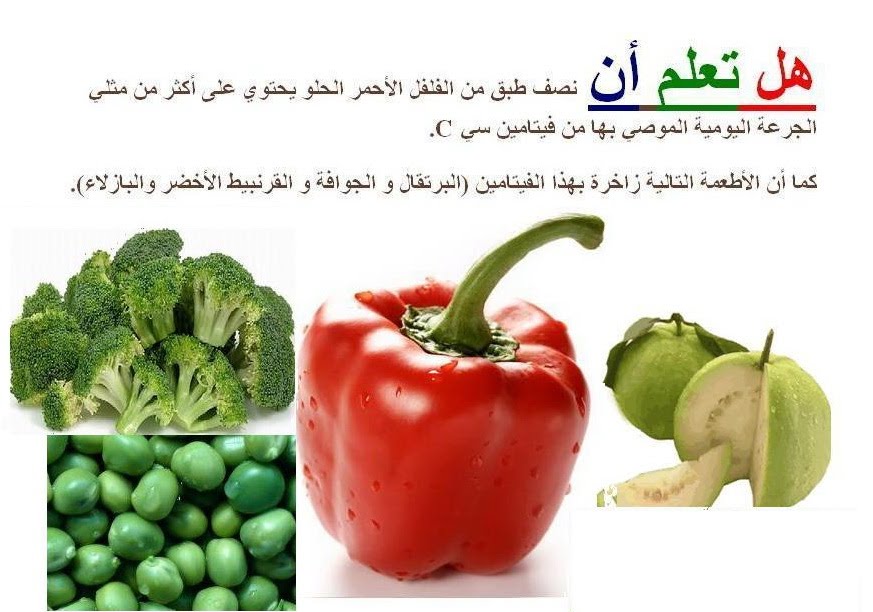 هل تعلم أن نصف طبق من الفلفل الأحمر الحلو يحتوي على أكثر من مثلي
الجرعة اليومية الموصي بها من فيتامين سي C.
كما أن الأطعمة التالية زاخرة بهذا الفيتامين (البرتقال و الجوافة و القرنبيط الأخضر والبازلاء).